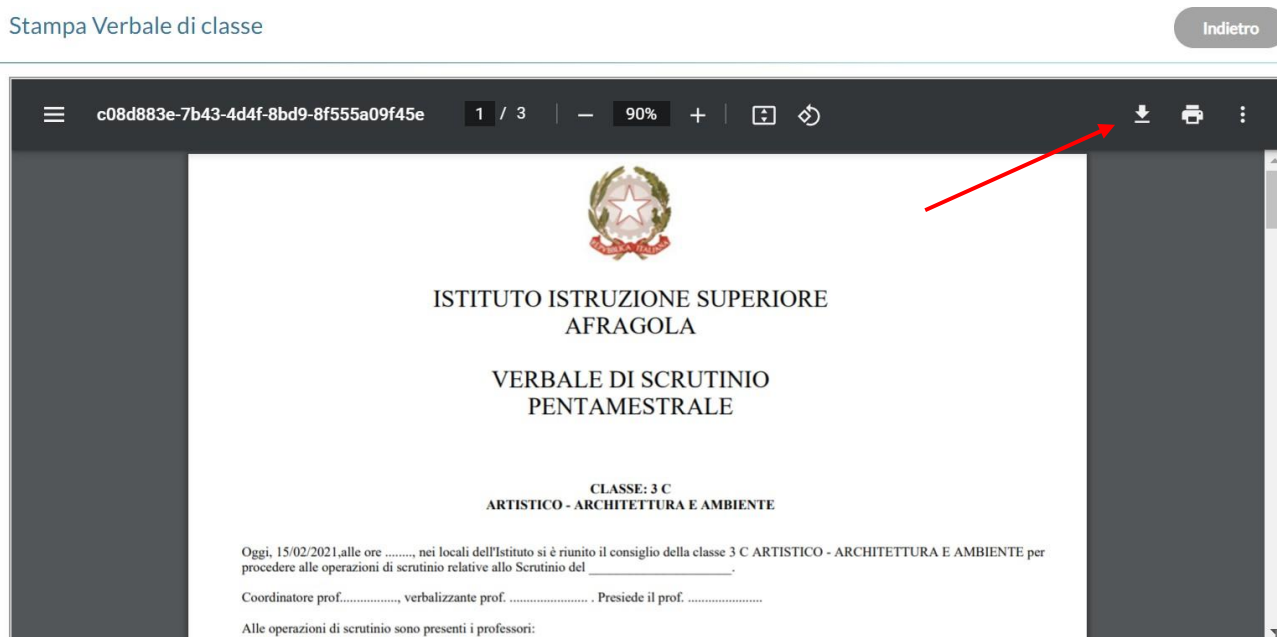 Stampa Verbale di classe
Indietro
c08d883e-7b43-4d4f-8bd9-8f555a09f45e 1 / 3 90%
REPVBBLICA ITALIANA
ISTITUTO ISTRUZIONE SUPERIORE
AFRAGOLA
VERBALE DI SCRUTINIO
PENTAMESTRALE
CLASSE: 3 C
ARTISTICO - ARCHITETTURA E AMBIENTE
Oggi, 15/02/2021,alle ore ........, nei locali dell'Istituto si è riunito il consiglio della classe 3 C ARTISTICO - ARCHITETTURA E AMBIENTE per
procedere alle operazioni di scrutinio relative allo Scrutinio del ______________________.
Coordinatore prof................., verbalizzante prof. ........................ . Presiede il prof. .......................
Alle operazioni di scrutinio sono presenti i professori: